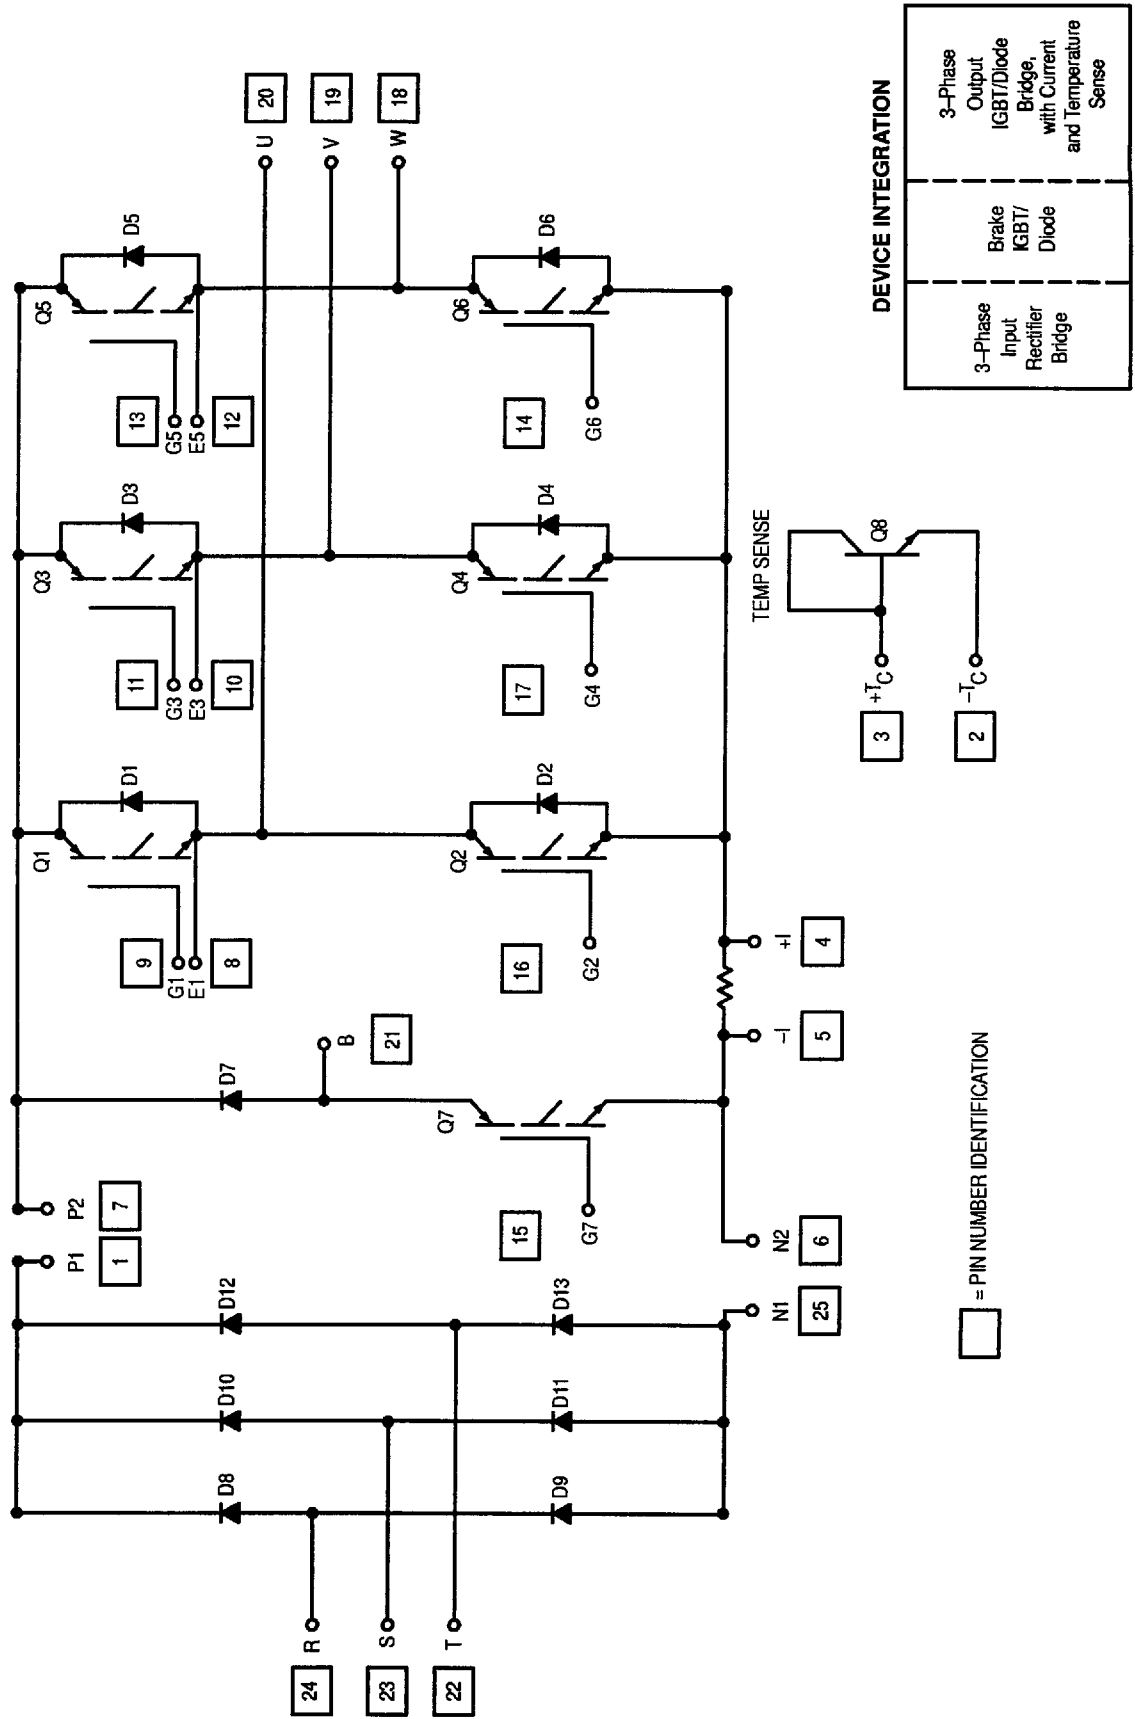 P1
1
P2
7
D8
D10
D12
D7
B
21
R
24
S
23
T
22
D9
D11
D13
N1
25
N2
6
Q7
G7
15
Q1
D1
9
G1
E1
8
Q3
D3
11
G3
E3
10
Q5
D5
13
G5
E5
12
U
20
V
19
W
18
Q2
D2
16
G2
Q4
D4
17
G4
Q6
D6
14
G6
–I
5
+I
4
TEMP SENSE
Q8
3
+TC
2
–TC
= PIN NUMBER IDENTIFICATION
DEVICE INTEGRATION
3–Phase
Input
Rectifier
Bridge
Brake
IGBT/
Diode
3–Phase
Output
IGBT/Diode
Bridge,
with Current
and Temperature
Sense